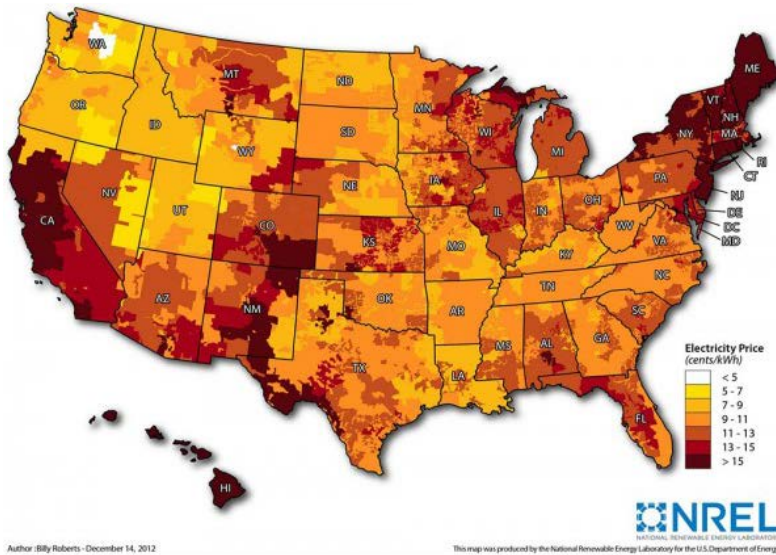 WA
MT
ND
MN
ME
VT
NH
OR
ID
SD
WI
NY
MA
WY
MI
RI
CT
NV
NE
IA
PA
NJ
UT
IL
IN
OH
DE
CA
CO
WV
DC
KS
MO
VA
MD
KY
AZ
NM
OK
TN
NC
AR
SC
MS
AL
GA
TX
LA
FL
HI
Electricity Price
(cents/kWh)
< 5
5 - 7
7 - 9
9 - 11
11 - 13
13 - 15
> 15
NREL
NATIONAL RENEWABLE ENERGY LABORATOR
Author :Billy Roberts - December 14, 2012
This map was produced by the National Renewable Energy Laboratory for the U.S. Department of Energ